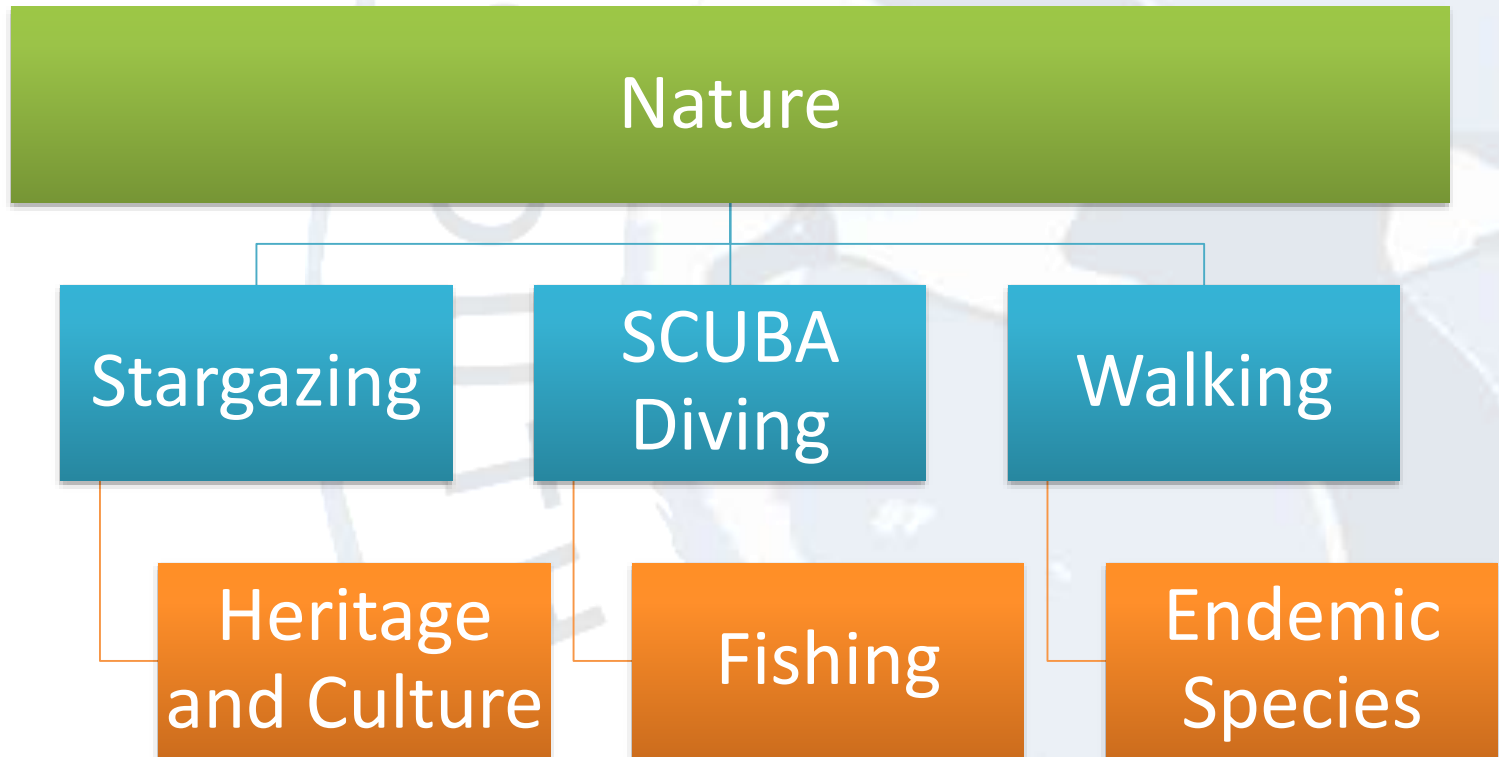 Nature
Stargazing
SCUBA
Diving
Walking
Heritage
and Culture
Fishing
Endemic
Species